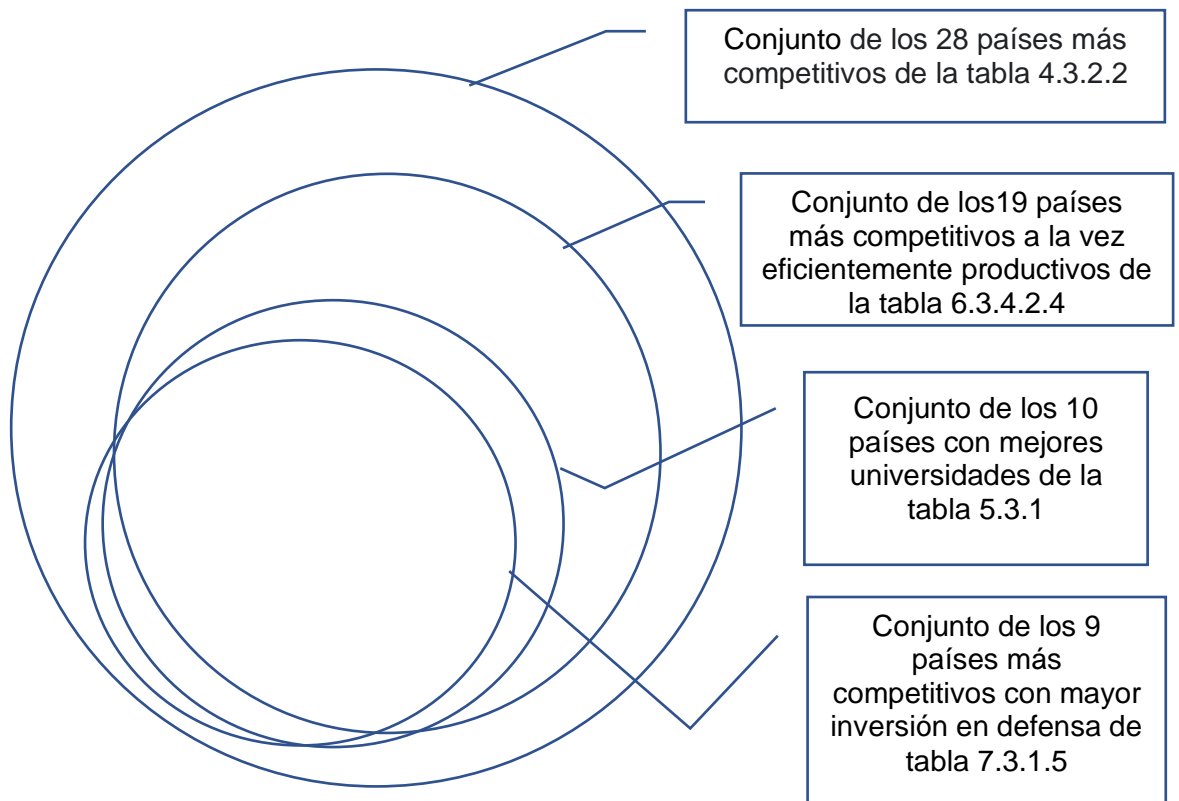 Conjunto de los 28 países más
competitivos de la tabla 4.3.2.2
Conjunto de los19 países
más competitivos a la vez
eficientemente productivos de
la tabla 6.3.4.2.4
Conjunto de los 10
países con mejores
universidades de la
tabla 5.3.1
Conjunto de los 9
países más
competitivos con mayor
inversión en defensa de
tabla 7.3.1.5